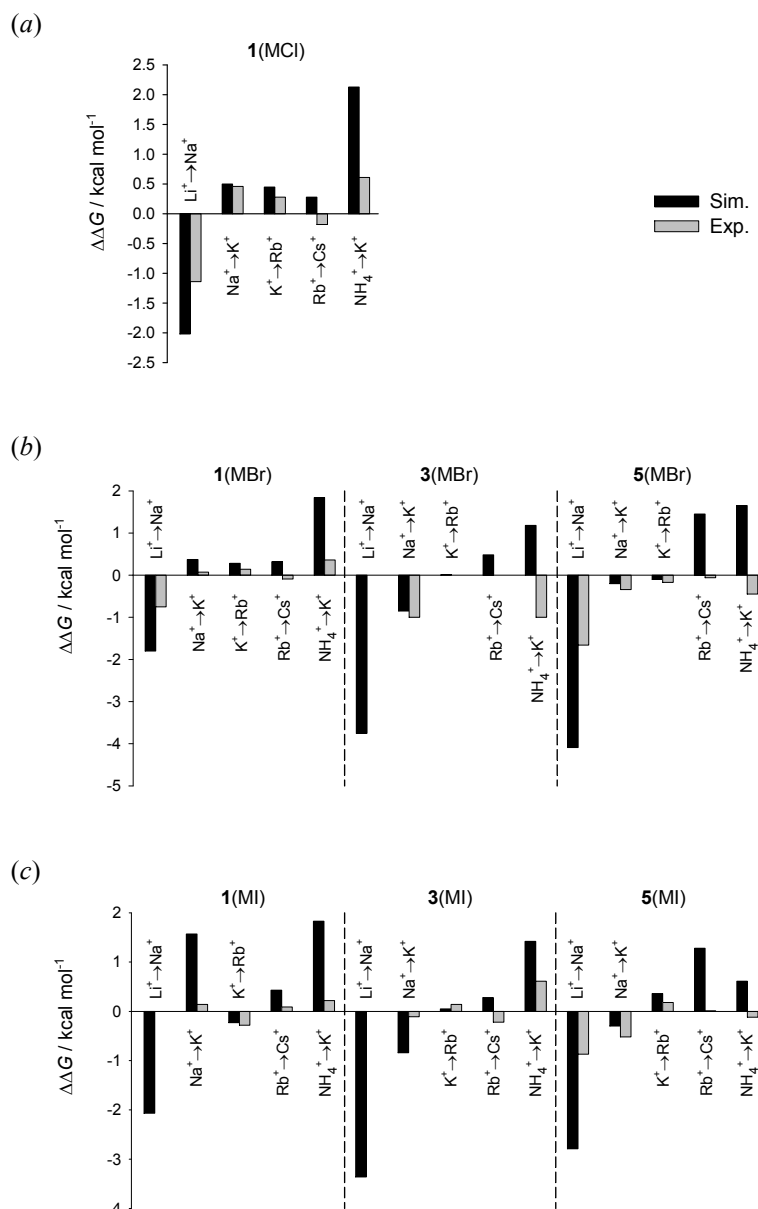 (a)
1(MCl)
2.5
2.0
1.5
1.0
0.5
0.0
-0.5
-1.0
-1.5
-2.0
-2.5
ΔΔG / kcal mol⁻¹
Li⁺→Na⁺
Na⁺→K⁺
K⁺→Rb⁺
Rb⁺→Cs⁺
NH₄⁺→K⁺
Sim.
Exp.
(b)
1(MBr) 3(MBr) 5(MBr)
2
1
0
-1
-2
-3
-4
-5
ΔΔG / kcal mol⁻¹
Li⁺→Na⁺
Na⁺→K⁺
K⁺→Rb⁺
Rb⁺→Cs⁺
NH₄⁺→K⁺
Li⁺→Na⁺
Na⁺→K⁺
K⁺→Rb⁺
Rb⁺→Cs⁺
NH₄⁺→K⁺
Li⁺→Na⁺
Na⁺→K⁺
K⁺→Rb⁺
Rb⁺→Cs⁺
NH₄⁺→K⁺
(c)
1(MI) 3(MI) 5(MI)
2
1
0
-1
-2
-3
-4
ΔΔG / kcal mol⁻¹
Li⁺→Na⁺
Na⁺→K⁺
K⁺→Rb⁺
Rb⁺→Cs⁺
NH₄⁺→K⁺
Li⁺→Na⁺
Na⁺→K⁺
K⁺→Rb⁺
Rb⁺→Cs⁺
NH₄⁺→K⁺
Li⁺→Na⁺
Na⁺→K⁺
K⁺→Rb⁺
Rb⁺→Cs⁺
NH₄⁺→K⁺